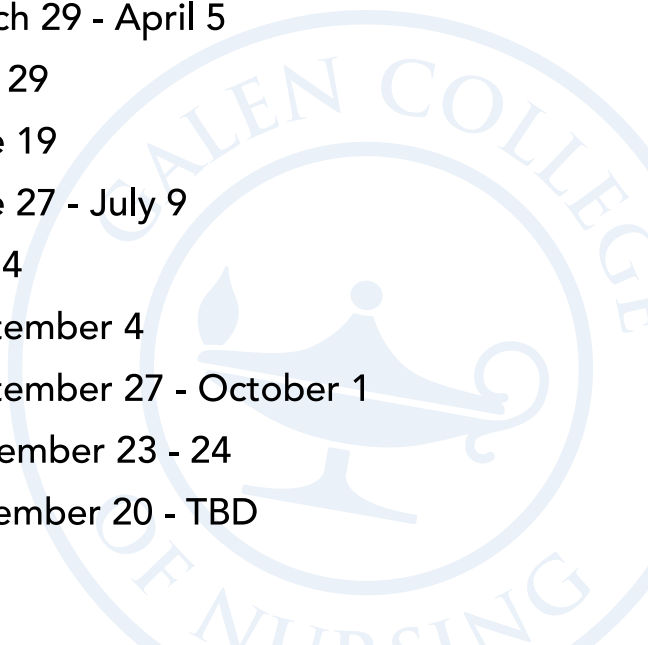 ch 29 - April 5
29
e 19
e 27 - July 9
4
tember 4
tember 27 - October 1
ember 23 - 24
ember 20 - TBD
GALEN COLLEGE
OF NURSING